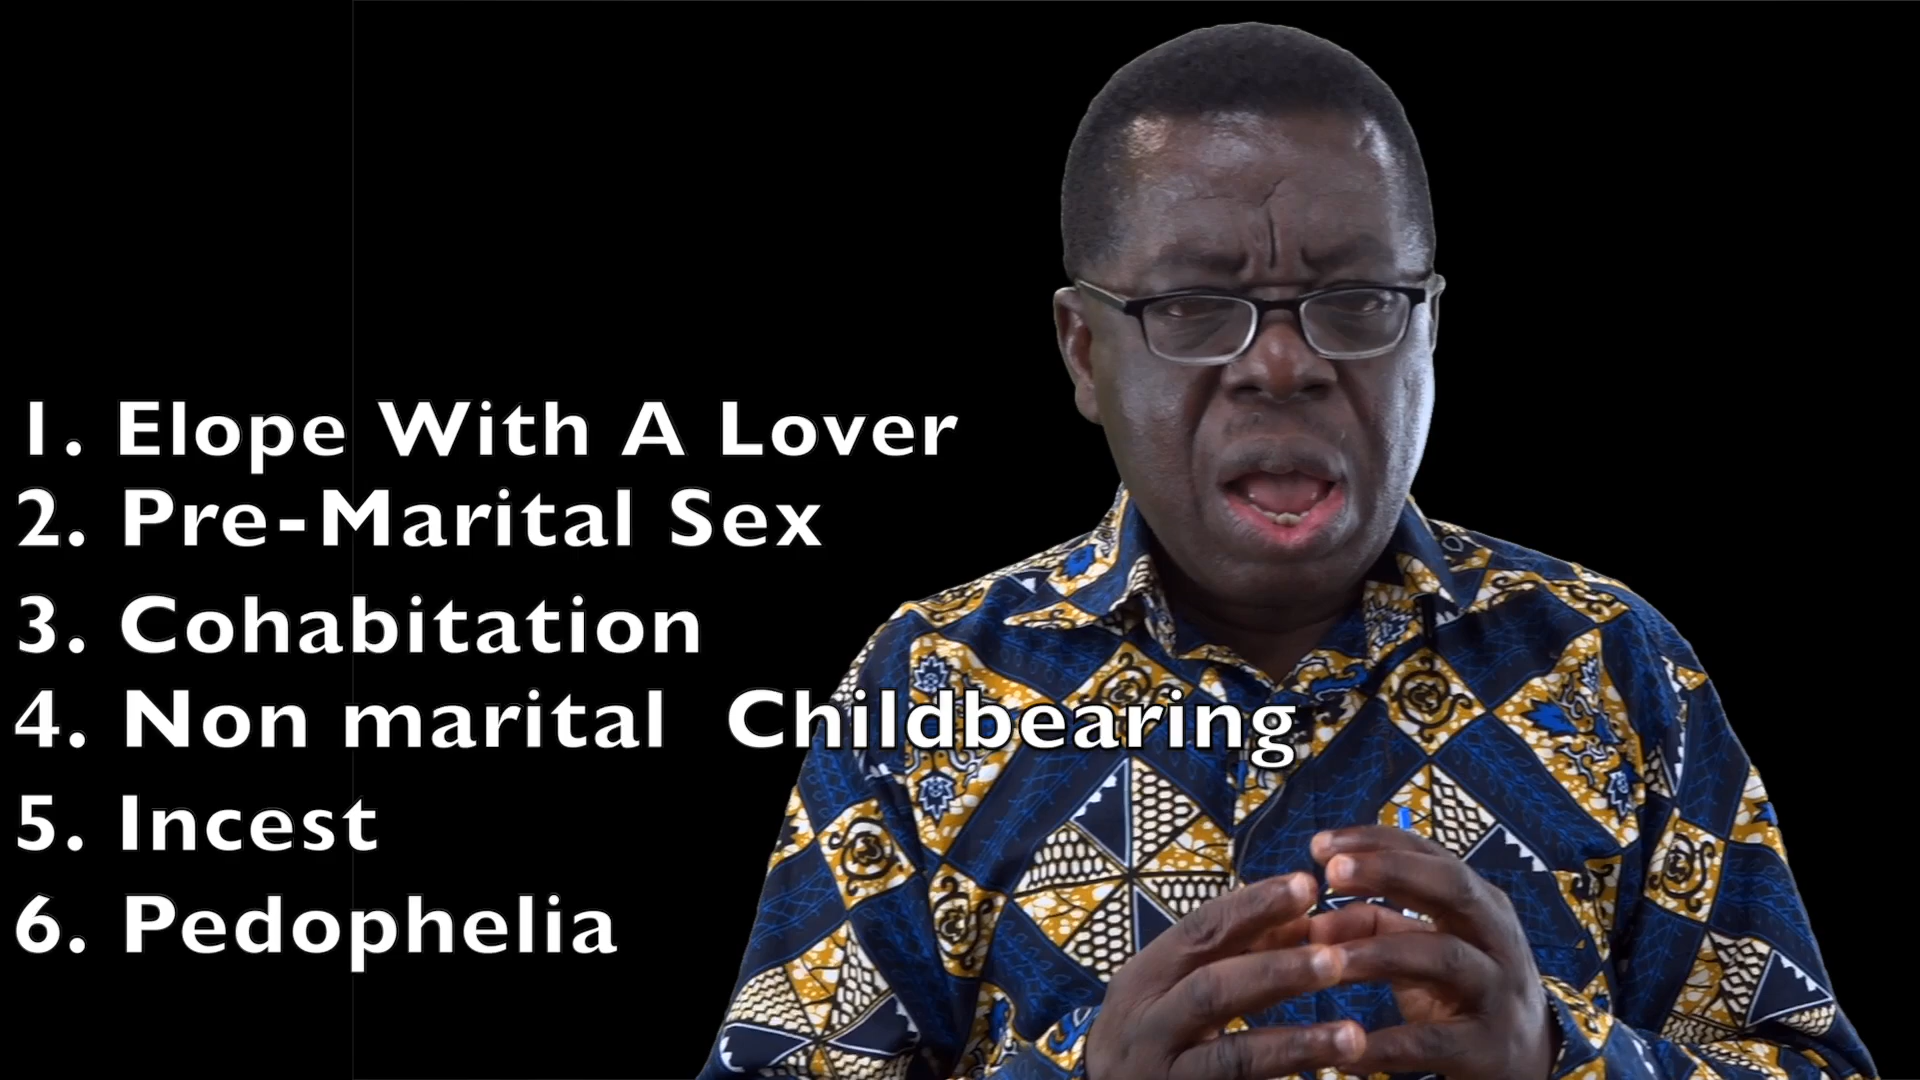 1. Elope With A Lover
2. Pre-Marital Sex
3. Cohabitation
4. Non marital Childbearing
5. Incest
6. Pedophelia